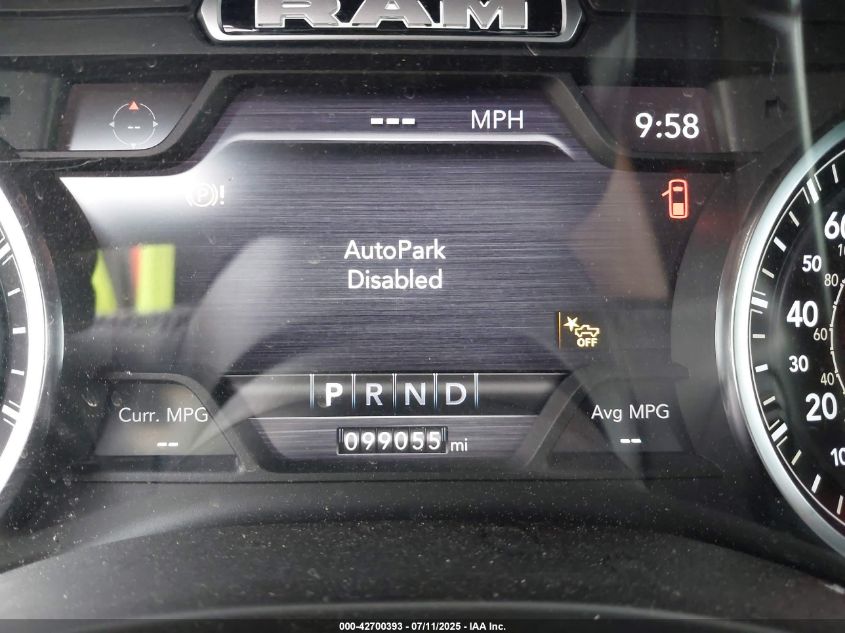 RAM
--- MPH
9:58
--
(P)!
AutoPark
Disabled
OFF
P R N D
Curr. MPG
--
Avg MPG
--
099055 mi
60
50
40
30
20
10
80
60
40
000-42700393 - 07/11/2025 - IAA Inc.